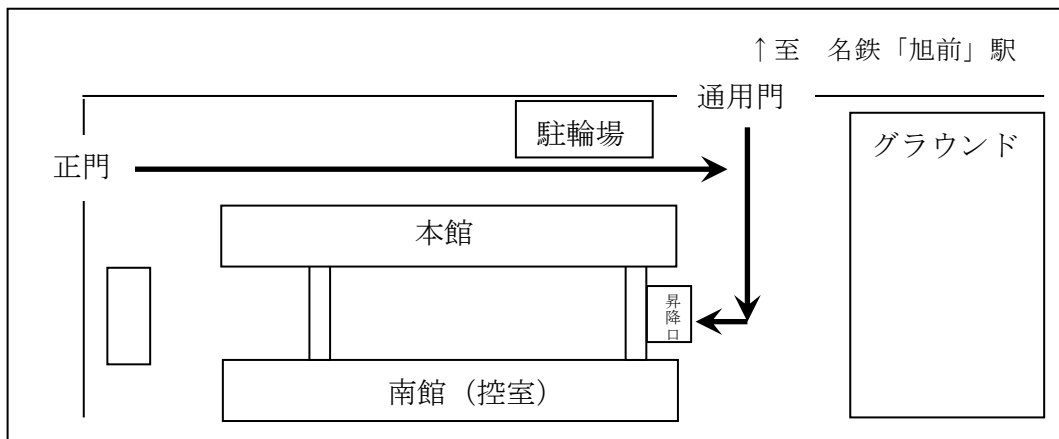 ↑至　名鉄「旭前」駅
通用門
駐輪場
グラウンド
正門
本館
昇降口
南館（控室）